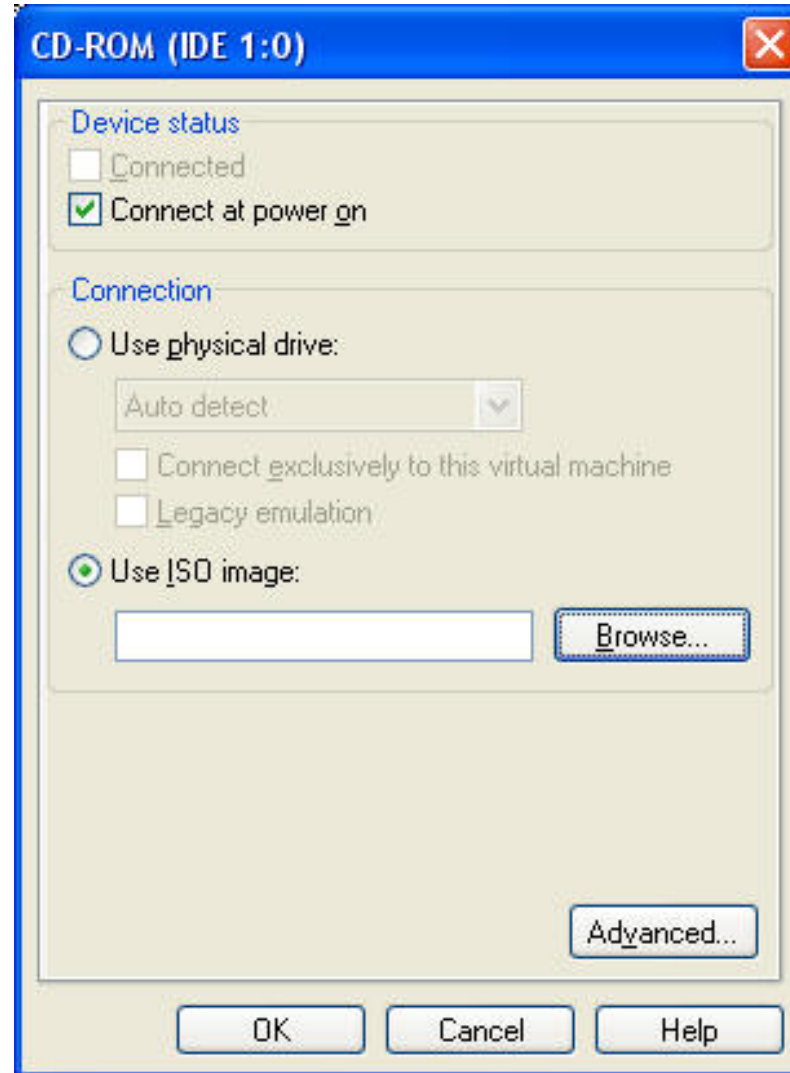 CD-ROM (IDE 1:0)
Device status
Connected
Connect at power on
Connection
Use physical drive:
Auto detect
Connect exclusively to this virtual machine
Legacy emulation
Use ISO image:
Browse...
Advanced...
OK Cancel Help